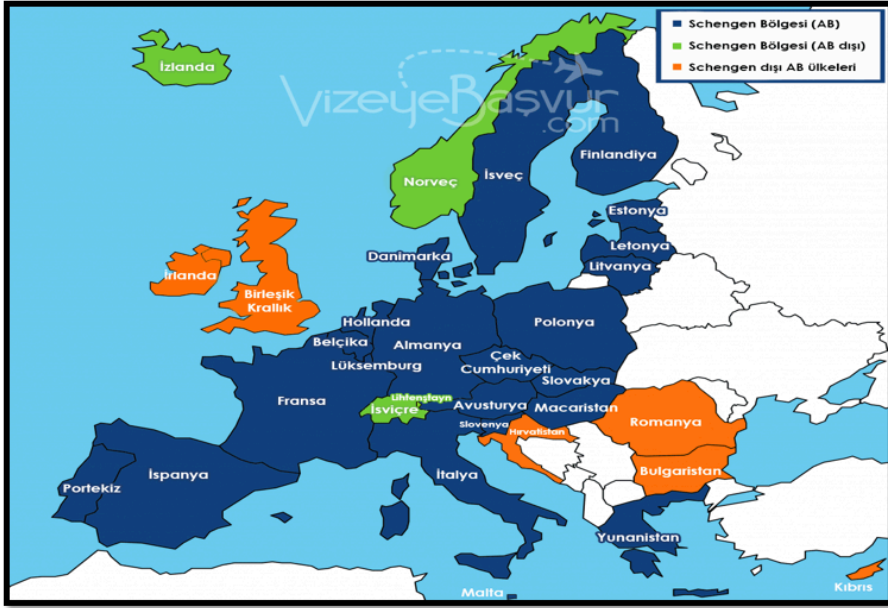 Schengen Bölgesi (AB)
Schengen Bölgesi (AB dışı)
Schengen dışı AB ülkeleri
VizeyeBaşvur
.com
İzlanda
Finlandiya
İsveç
Norveç
Estonya
Letonya
Litvanya
Danimarka
İrlanda
Birleşik
Krallık
Hollanda
Polonya
Belçika
Almanya
Lüksemburg
Çek
Cumhuriyeti
Slovakya
Fransa
Lihtenştayn
İsviçre
Avusturya
Macaristan
Romanya
Slovenya
Hırvatistan
İspanya
İtalya
Bulgaristan
Portekiz
Yunanistan
Malta
Kıbrıs